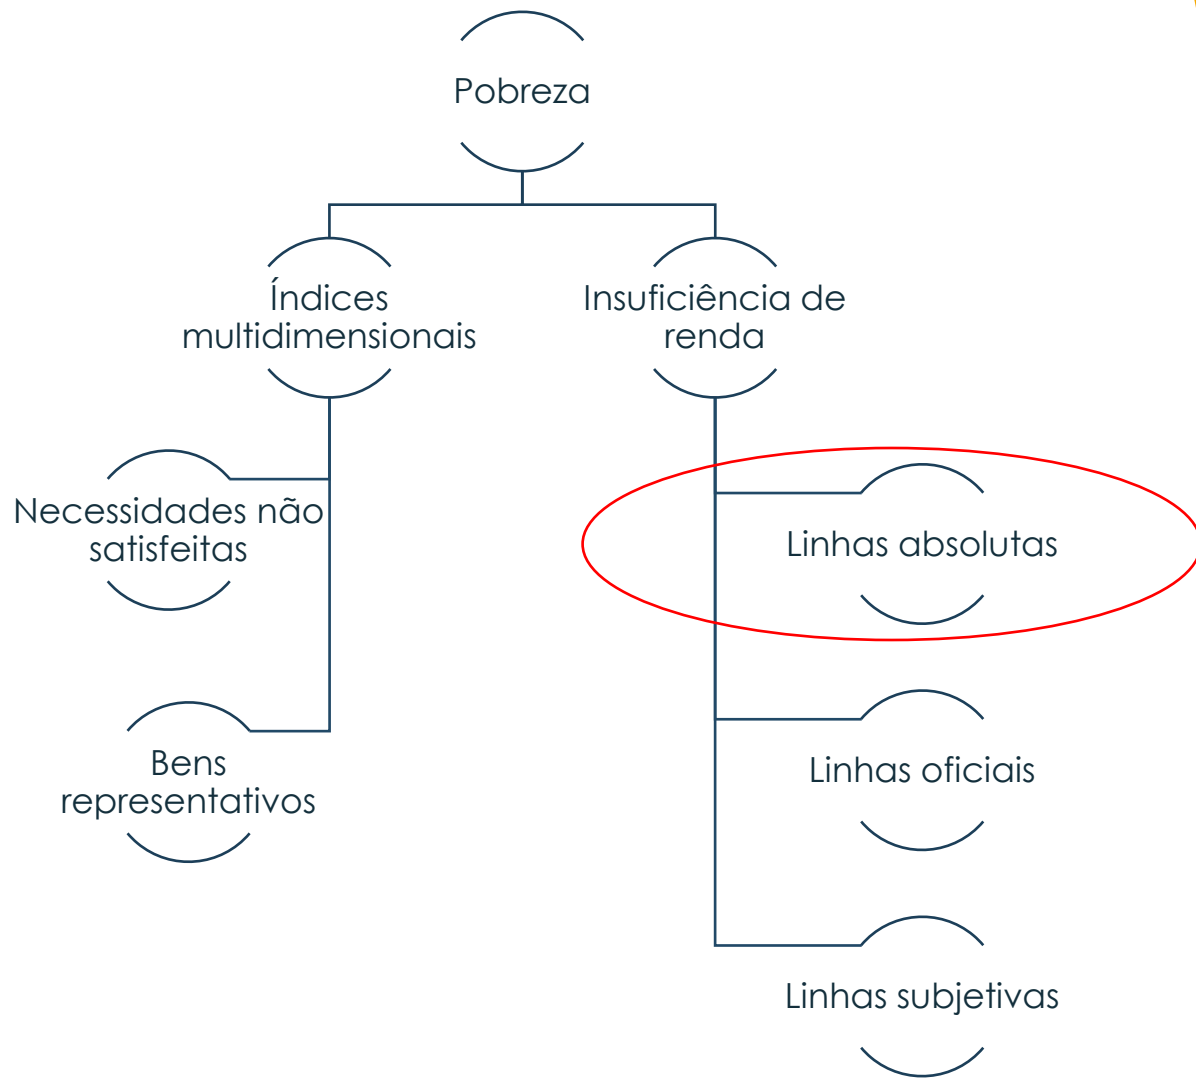 Pobreza
Índices
multidimensionais
Insuficiência de
renda
Necessidades não
satisfeitas
Bens
representativos
Linhas absolutas
Linhas oficiais
Linhas subjetivas